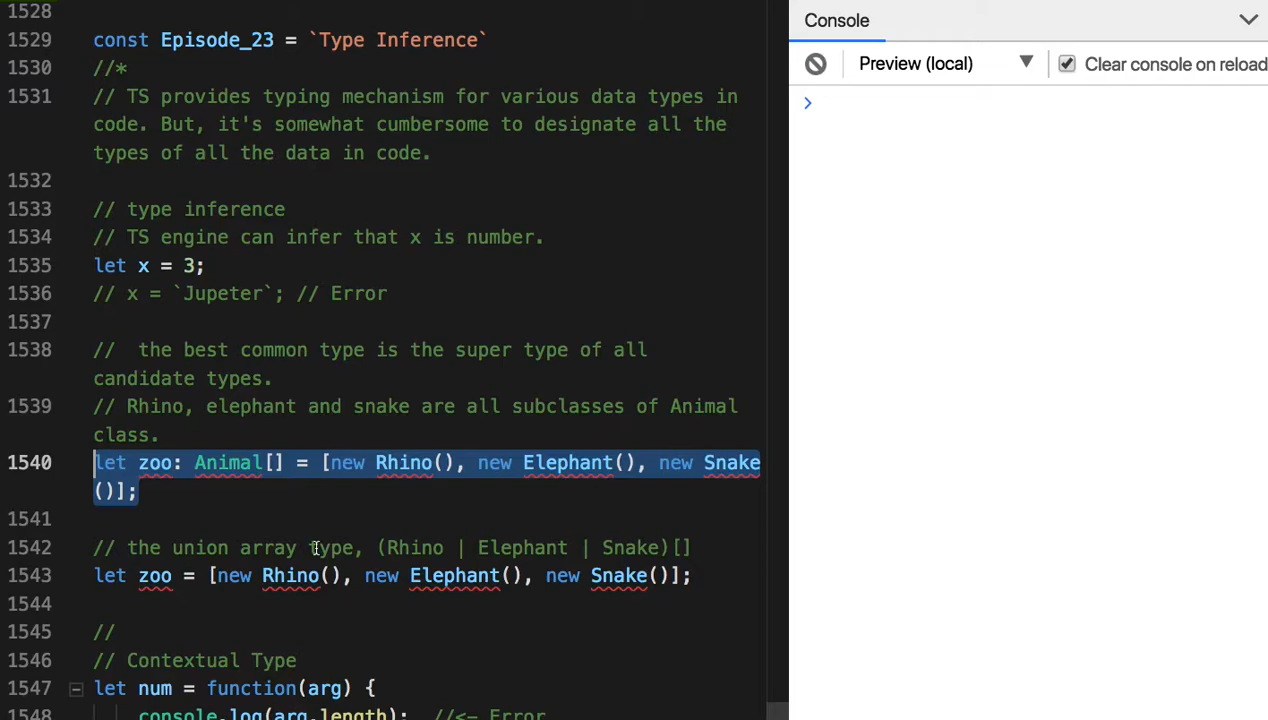 1528
1529 const Episode_23 = `Type Inference`
1530 //*
1531 // TS provides typing mechanism for various data types in
code. But, it's somewhat cumbersome to designate all the
types of all the data in code.
1532
1533 // type inference
1534 // TS engine can infer that x is number.
1535 let x = 3;
1536 // x = `Jupeter`; // Error
1537
1538 //  the best common type is the super type of all
candidate types.
1539 // Rhino, elephant and snake are all subclasses of Animal
class.
1540 let zoo: Animal[] = [new Rhino(), new Elephant(), new Snake
()];
1541
1542 // the union array type, (Rhino | Elephant | Snake)[]
1543 let zoo = [new Rhino(), new Elephant(), new Snake()];
1544
1545 //
1546 // Contextual Type
1547 let num = function(arg) {
1548 console.log(arg.length);  //<- Error
Console
Preview (local) Clear console on reload